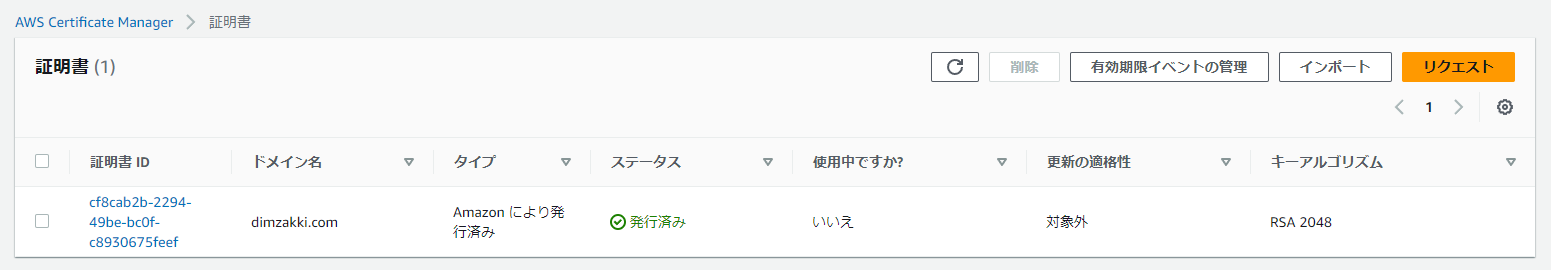 AWS Certificate Manager > 証明書
証明書 (1)
削除
有効期限イベントの管理
インポート
リクエスト
1
証明書 ID
ドメイン名
タイプ
ステータス
使用中ですか?
更新の適格性
キーアルゴリズム
cf8cab2b-2294-
49be-bc0f-
c8930675feef
dimzakki.com
Amazon により発
行済み
発行済み
いいえ
対象外
RSA 2048